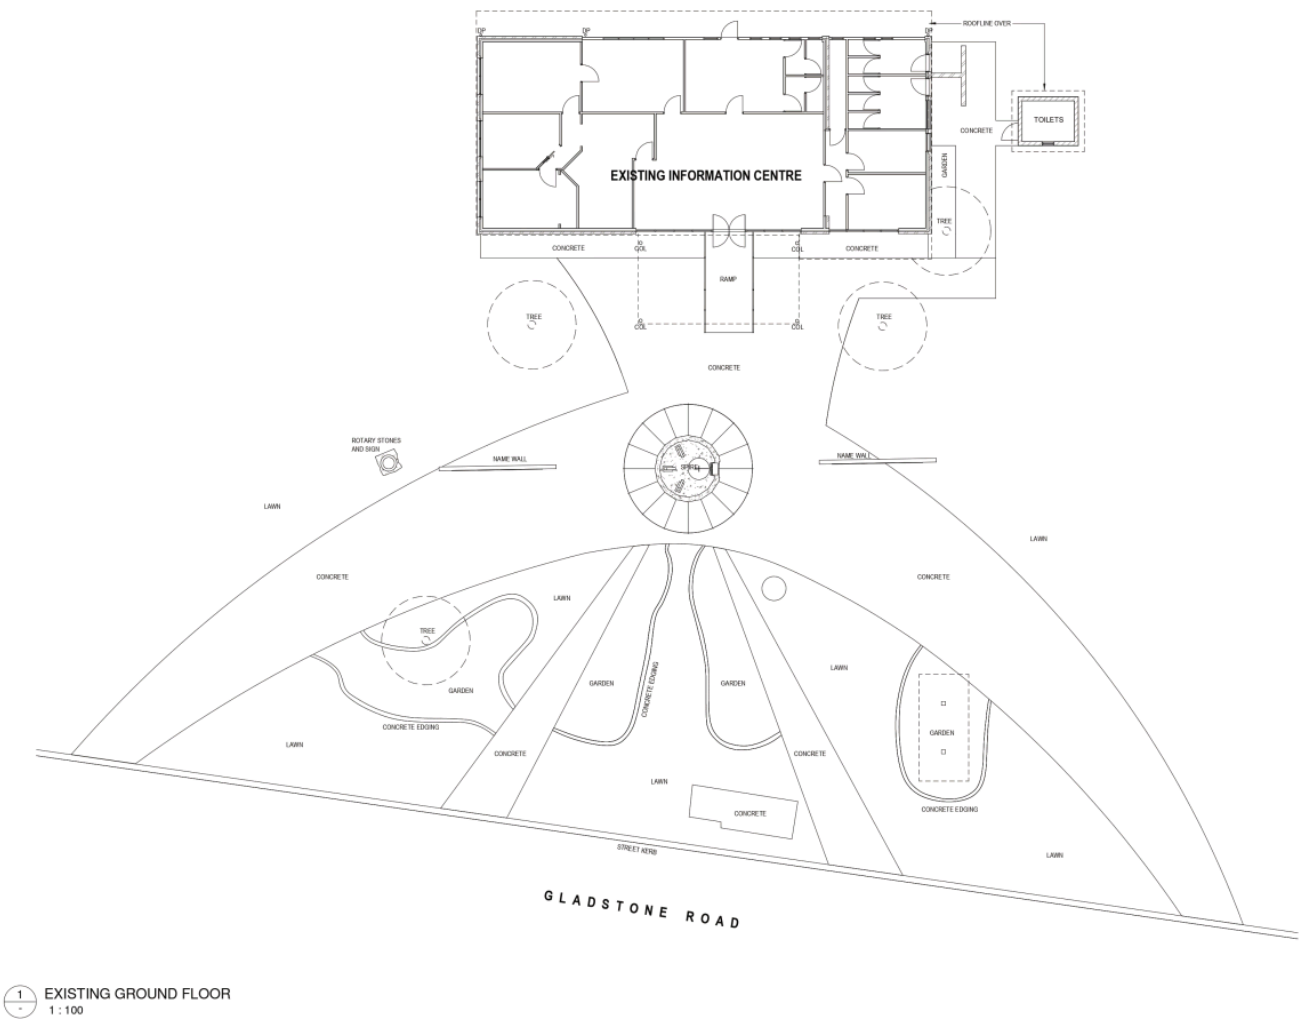 DP
DP
DP
ROOFLINE OVER
TOILETS
CONCRETE
GARDEN
EXISTING INFORMATION CENTRE
TREE
CONCRETE
COL
COL
CONCRETE
RAMP
TREE
COL
COL
TREE
CONCRETE
ROTARY STONES
AND SIGN
NAME WALL
NAME WALL
LAWN
LAWN
CONCRETE
CONCRETE
LAWN
TREE
LAWN
GARDEN
GARDEN
CONCRETE EDGING
GARDEN
CONCRETE EDGING
GARDEN
LAWN
CONCRETE
CONCRETE
LAWN
CONCRETE EDGING
CONCRETE
STREET KERB
LAWN
GLADSTONE ROAD
1
-
EXISTING GROUND FLOOR
1 : 100